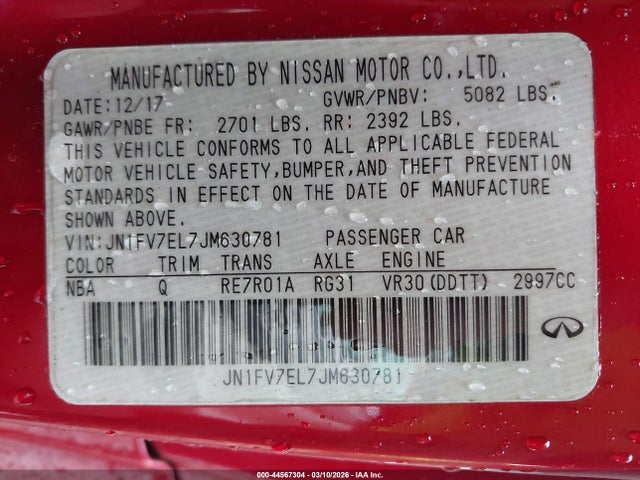 MANUFACTURED BY NISSAN MOTOR CO.,LTD.
DATE:12/17 GVWR/PNBV: 5082 LBS.
GAWR/PNBE FR: 2701 LBS. RR: 2392 LBS.
THIS VEHICLE CONFORMS TO ALL APPLICABLE FEDERAL
MOTOR VEHICLE SAFETY,BUMPER,AND THEFT PREVENTION
STANDARDS IN EFFECT ON THE DATE OF MANUFACTURE
SHOWN ABOVE.
VIN:JN1FV7EL7JM630781 PASSENGER CAR
COLOR TRIM TRANS AXLE ENGINE
NBA Q RE7R01A RG31 VR30(DDTT) 2997CC
JN1FV7EL7JM630781
000-44567304 — 03/10/2026 — IAA Inc.